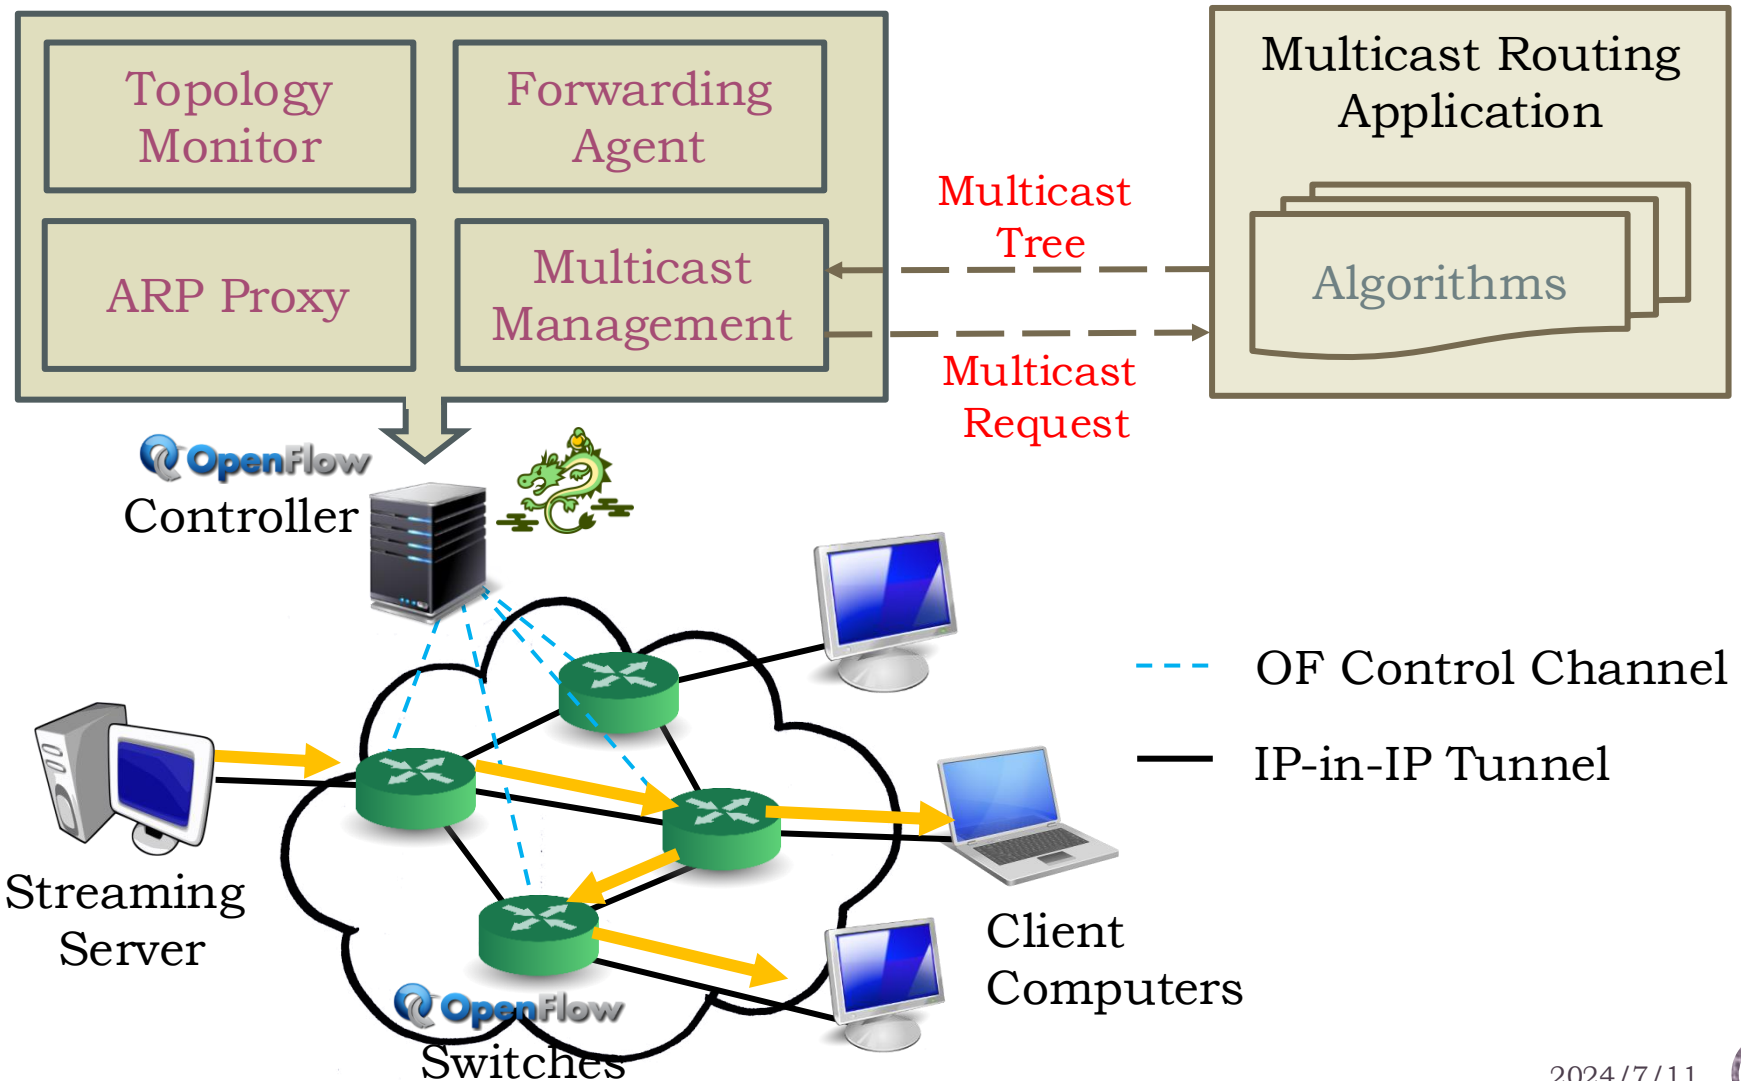 Topology
Monitor
Forwarding
Agent
ARP Proxy
Multicast
Management
Multicast
Tree
Multicast
Request
Multicast Routing
Application
Algorithms
OpenFlow
Controller
OF Control Channel
IP-in-IP Tunnel
Streaming
Server
Client
Computers
OpenFlow
Switches
2024/7/11